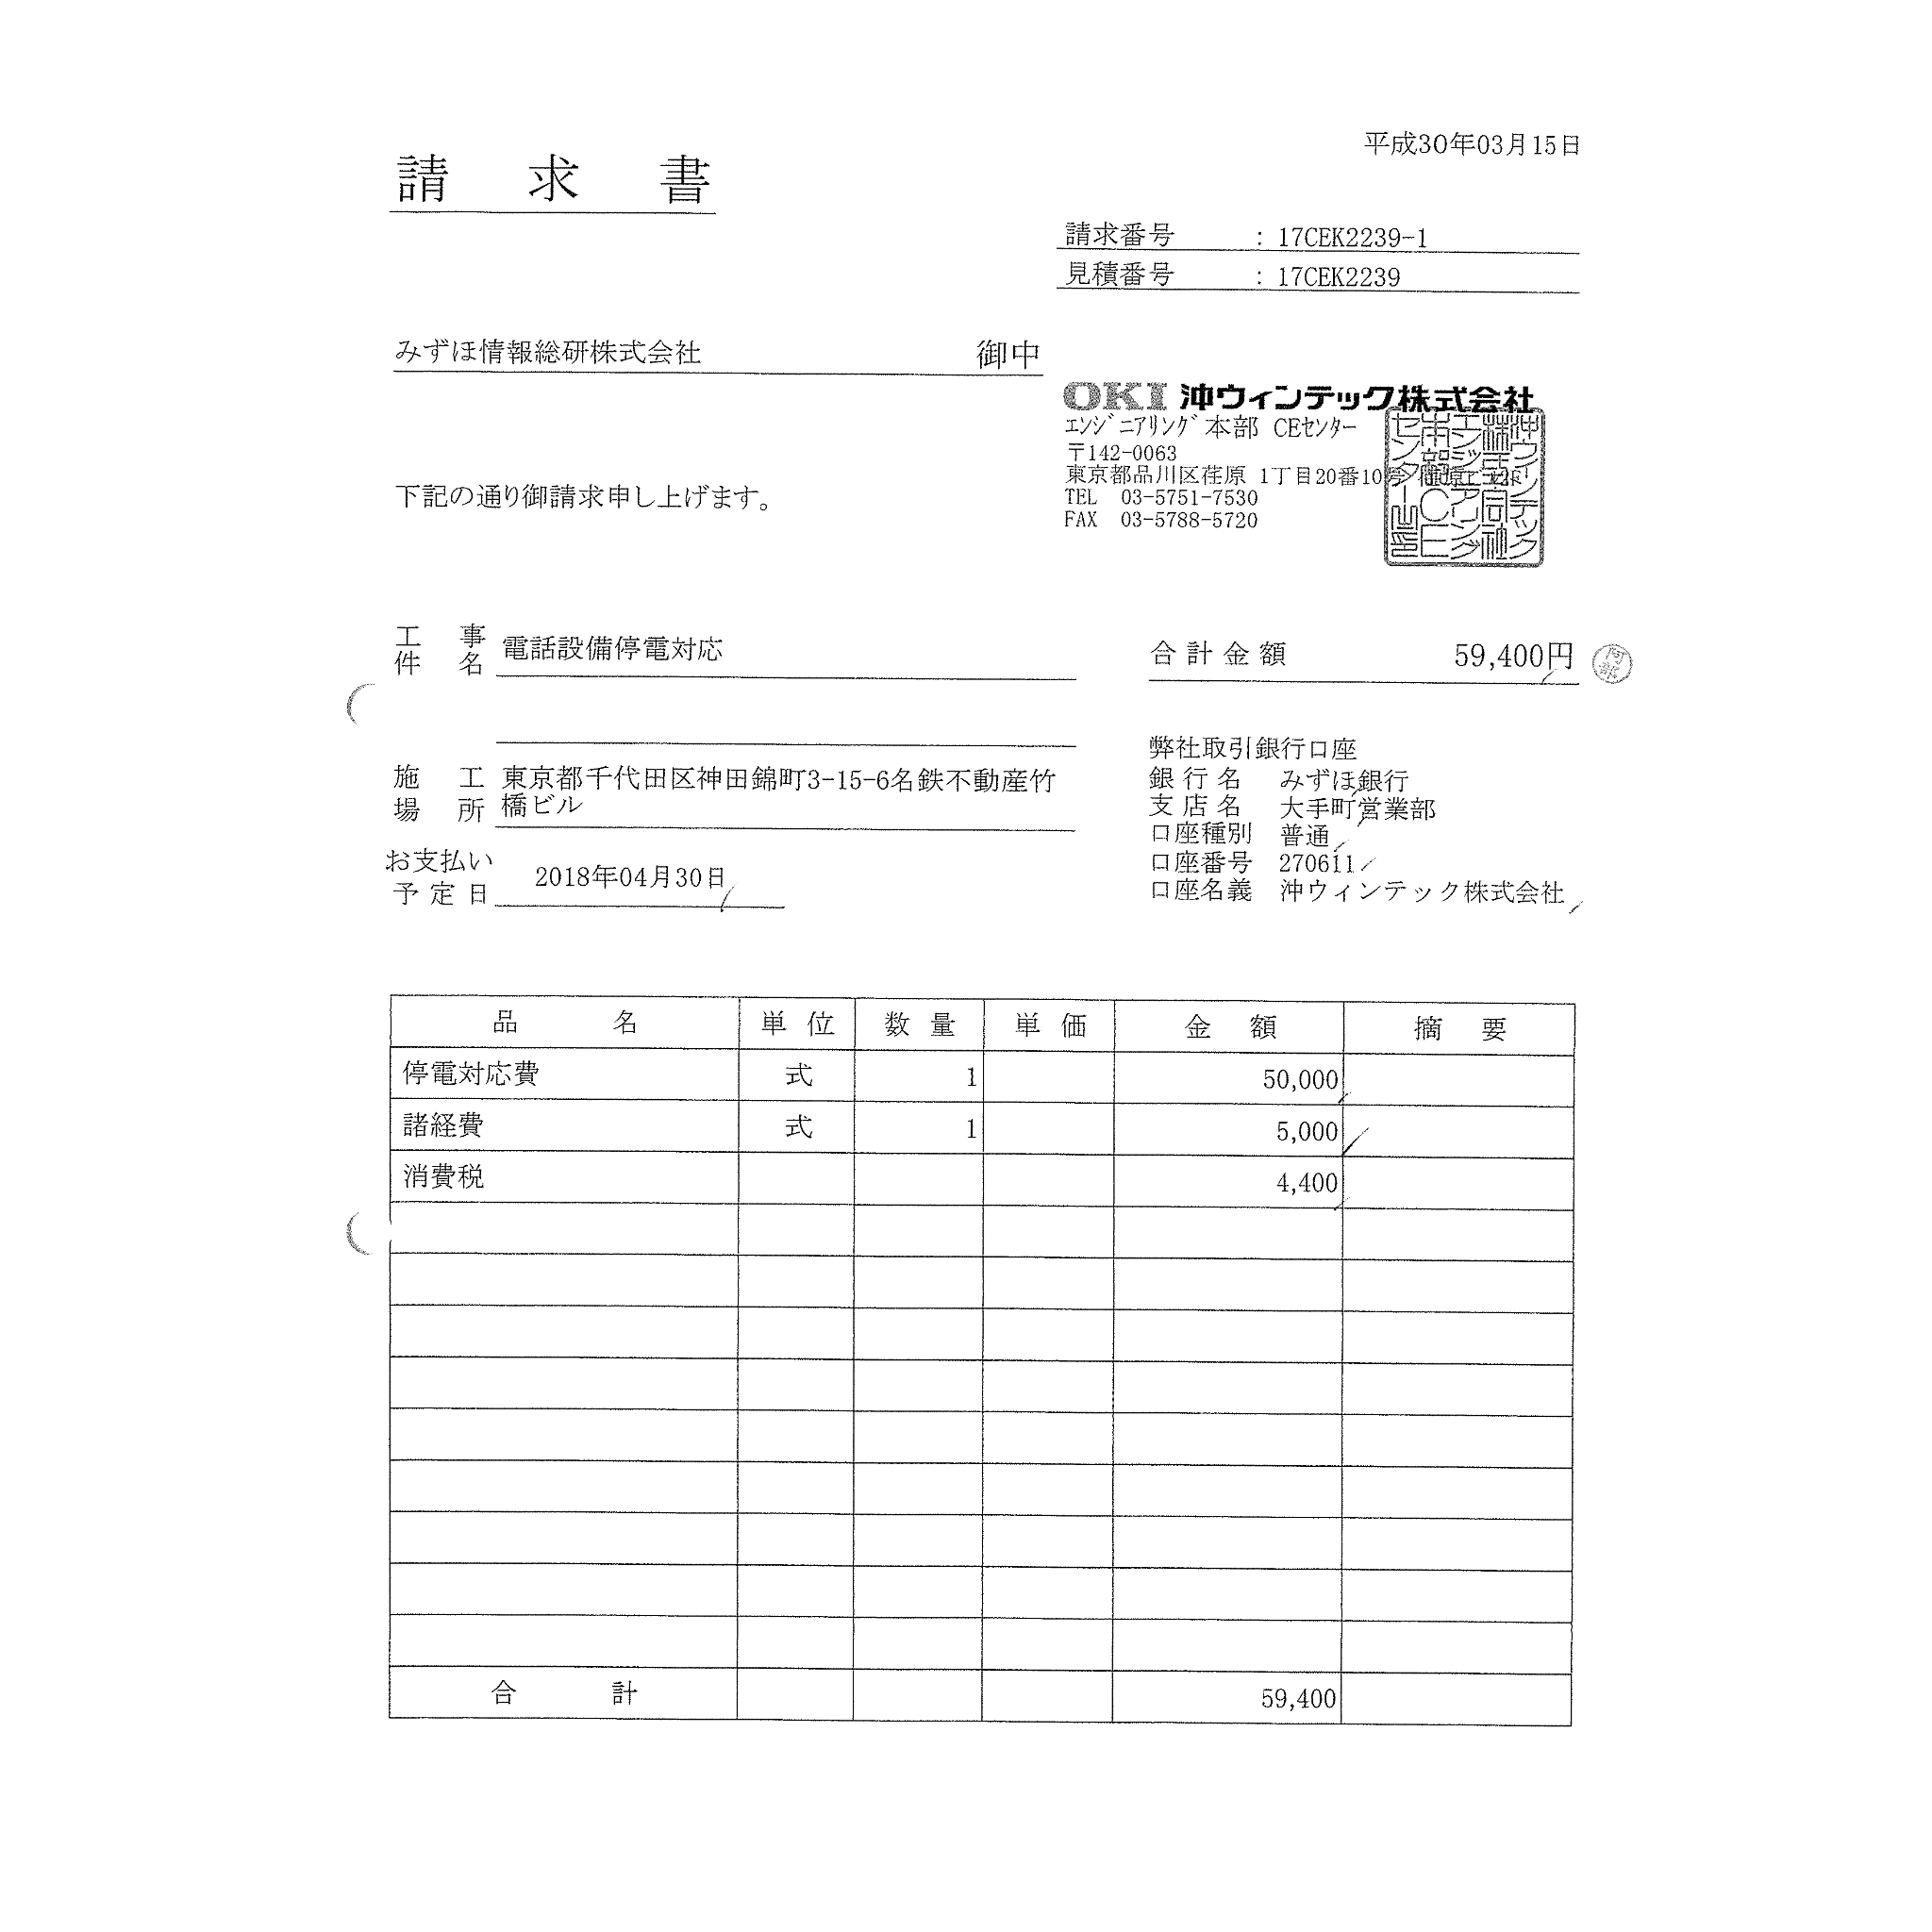 平成30年03月15日
請求書
請求番号 : 17CEK2239-1
見積番号 : 17CEK2239
みずほ情報総研株式会社 御中
OKI 沖ウィンテック株式会社
エンジニアリング本部 CEセンター
〒142-0063
東京都品川区荏原 1丁目20番10号
TEL 03-5751-7530
FAX 03-5788-5720
沖ウィンテック
株式会社
エンジニアリング
本部CE
センター
下記の通り御請求申し上げます。
工事件名 電話設備停電対応
合計金額 59,400円
阿部
施工場所 東京都千代田区神田錦町3-15-6名鉄不動産竹
橋ビル
お支払い
予定日 2018年04月30日
弊社取引銀行口座
銀行名 みずほ銀行
支店名 大手町営業部
口座種別 普通
口座番号 270611
口座名義 沖ウィンテック株式会社
品名 単位 数量 単価 金額 摘要
停電対応費 式 1 50,000
諸経費 式 1 5,000
消費税 4,400
合計 59,400